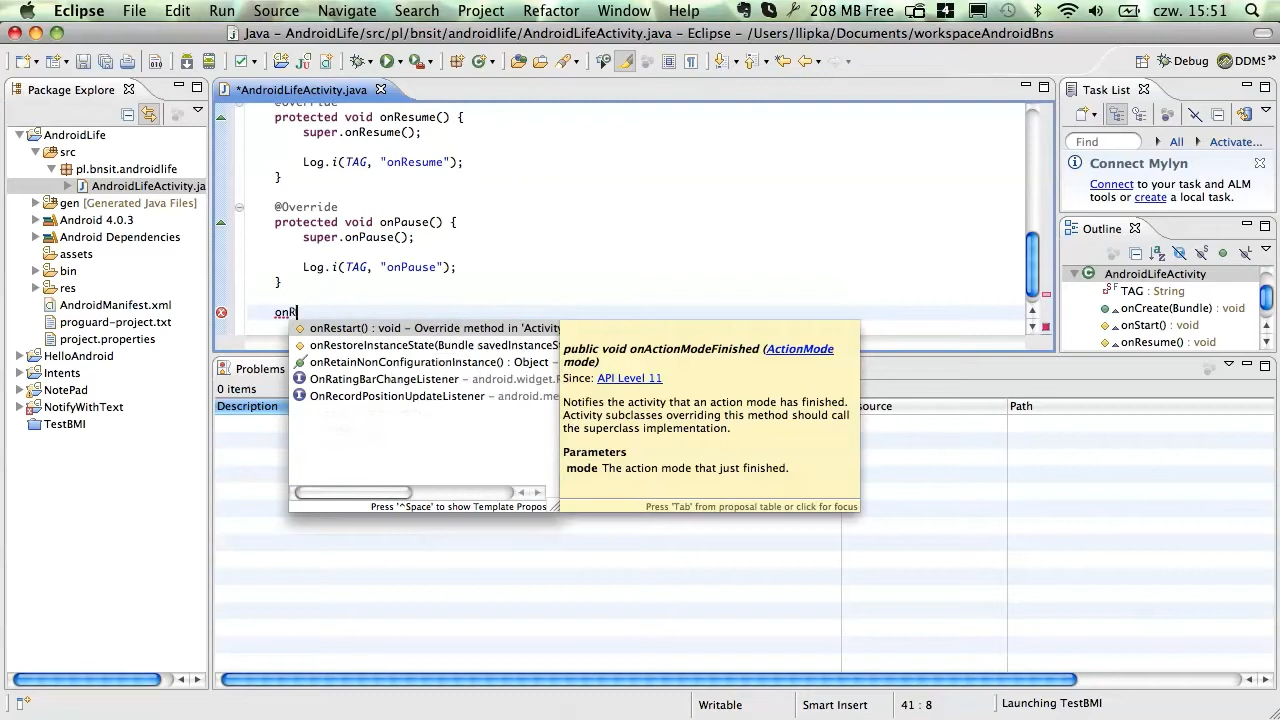 Eclipse File Edit Run Source Navigate Search Project Refactor Window Help 208 MB Free czw. 15:51
Java – AndroidLife/src/pl/bnsit/androidlife/AndroidLifeActivity.java – Eclipse – /Users/llipka/Documents/workspaceAndroidBns
Debug DDMS
Package Explore
*AndroidLifeActivity.java
Task List
AndroidLife
src
pl.bnsit.androidlife
AndroidLifeActivity.ja
gen [Generated Java Files]
Android 4.0.3
Android Dependencies
assets
bin
res
AndroidManifest.xml
proguard-project.txt
project.properties
HelloAndroid
Intents
NotePad
NotifyWithText
TestBMI
@Override
protected void onResume() {
super.onResume();
Log.i(TAG, "onResume");
}
@Override
protected void onPause() {
super.onPause();
Log.i(TAG, "onPause");
}
onR
onRestart() : void – Override method in 'Activity
onRestoreInstanceState(Bundle savedInstanceSt
onRetainNonConfigurationInstance() : Object –
OnRatingBarChangeListener – android.widget.R
OnRecordPositionUpdateListener – android.me
Press '^Space' to show Template Propos
public void onActionModeFinished (ActionMode
mode)
Since: API Level 11
Notifies the activity that an action mode has finished.
Activity subclasses overriding this method should call
the superclass implementation.
Parameters
mode The action mode that just finished.
Press 'Tab' from proposal table or click for focus
Find All Activate...
Connect Mylyn
Connect to your task and ALM
tools or create a local task.
Outline
AndroidLifeActivity
TAG : String
onCreate(Bundle) : void
onStart() : void
onResume() : void
Problems
0 items
Description source Path
Writable Smart Insert 41 : 8 Launching TestBMI